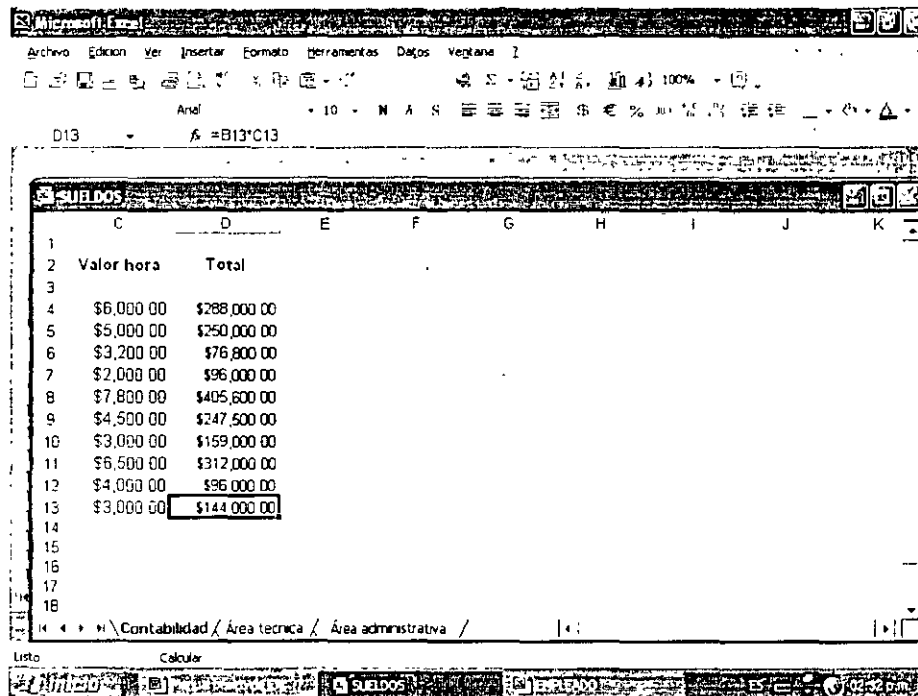 Microsoft Excel
Archivo Edicion Ver Insertar Formato Herramientas Datos Ventana ?
100%
Arial 10 N K S $ € %
D13 fx =B13*C13
SUELDOS
C D E F G H I J K
1
2 Valor hora Total
3
4 $6,000 00 $288,000 00
5 $5,000 00 $250,000 00
6 $3,200 00 $76,800 00
7 $2,000 00 $96,000 00
8 $7,800 00 $405,600 00
9 $4,500 00 $247,500 00
10 $3,000 00 $159,000 00
11 $6,500 00 $312,000 00
12 $4,000 00 $96 000 00
13 $3,000 00 $144 000 00
14
15
16
17
18
Contabilidad / Área tecnica / Área administrativa /
Listo Calcular
Inicio SUELDOS EMPLEADO ES